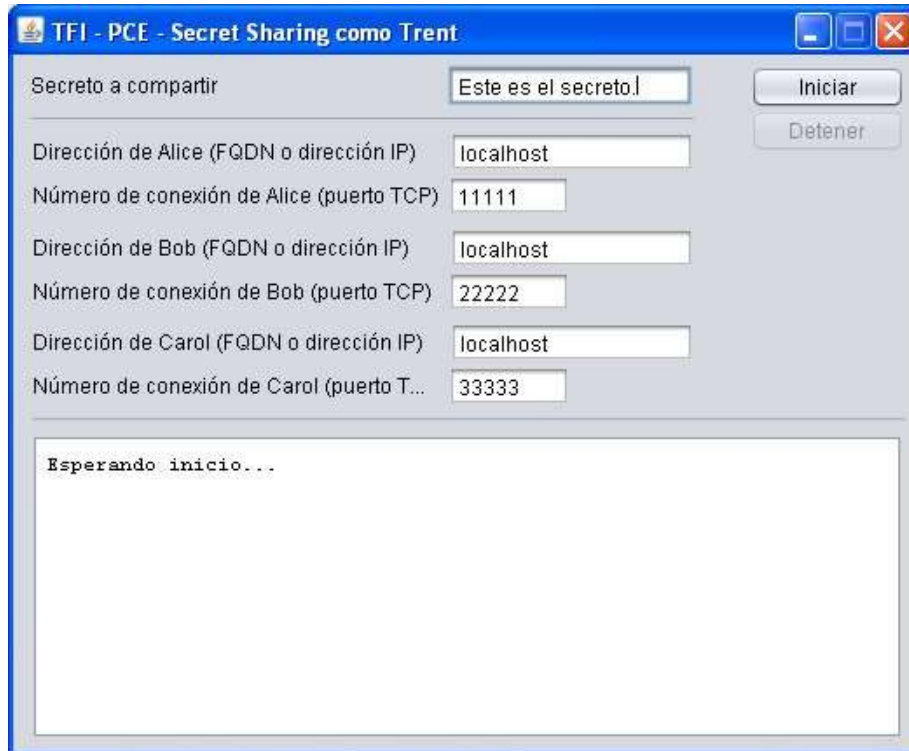 TFI - PCE - Secret Sharing como Trent
Secreto a compartir
Este es el secreto.
Iniciar
Detener
Dirección de Alice (FQDN o dirección IP)
localhost
Número de conexión de Alice (puerto TCP)
11111
Dirección de Bob (FQDN o dirección IP)
localhost
Número de conexión de Bob (puerto TCP)
22222
Dirección de Carol (FQDN o dirección IP)
localhost
Número de conexión de Carol (puerto T...
33333
Esperando inicio...